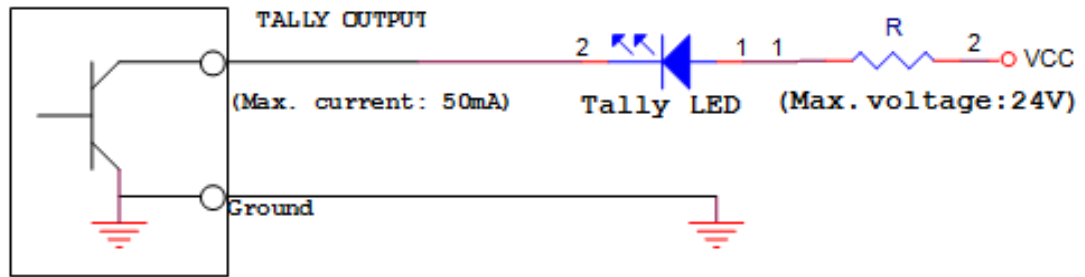 TALLY OUTPUT
R
2 1 1 2 VCC
(Max. current: 50mA) Tally LED (Max.voltage:24V)
Ground